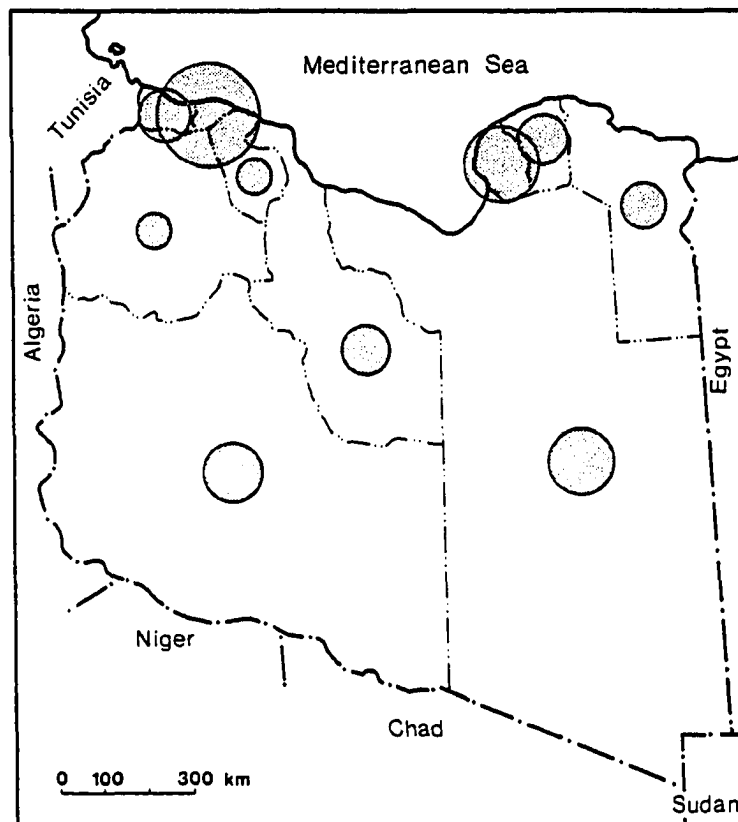 Mediterranean Sea
Tunisia
Algeria
Egypt
Niger
Chad
0 100 300 km
Sudan